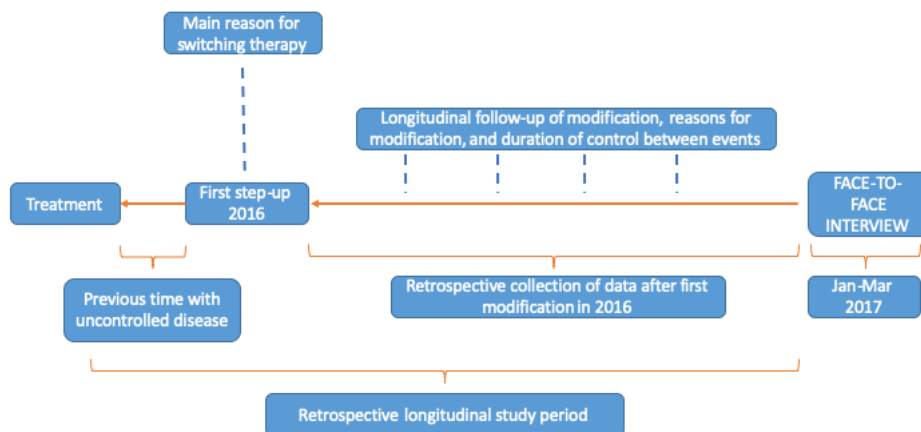 Main reason for
switching therapy
Longitudinal follow-up of modification, reasons for
modification, and duration of control between events
Treatment
First step-up
2016
FACE-TO-
FACE
INTERVIEW
Previous time with
uncontrolled disease
Retrospective collection of data after first
modification in 2016
Jan-Mar
2017
Retrospective longitudinal study period